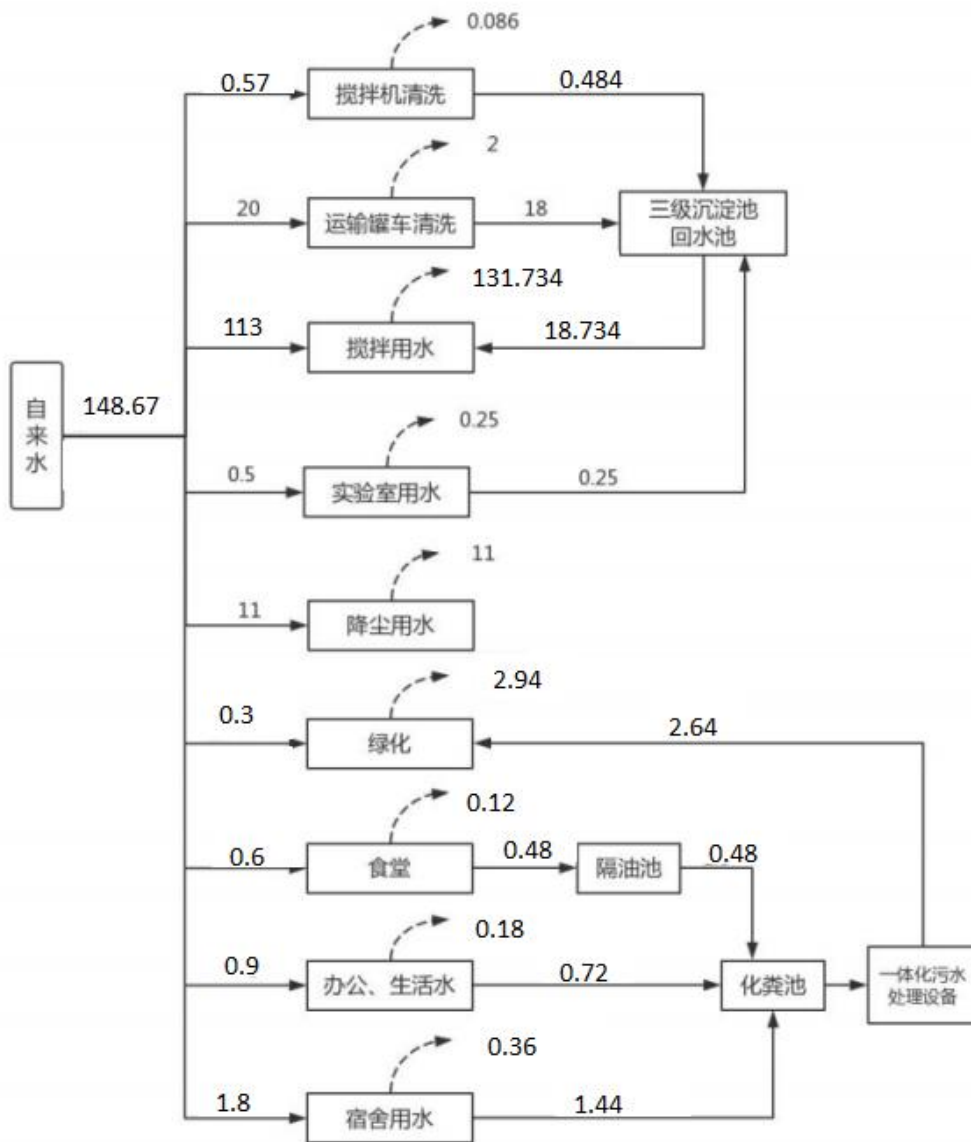 0.086
0.57
搅拌机清洗
0.484
2
20
运输罐车清洗
18
三级沉淀池
回水池
131.734
113
搅拌用水
18.734
自来水
148.67
0.25
0.5
实验室用水
0.25
11
11
降尘用水
2.94
0.3
绿化
2.64
0.12
0.6
食堂
0.48
隔油池
0.48
0.18
0.9
办公、生活水
0.72
化粪池
一体化污水
处理设备
0.36
1.8
宿舍用水
1.44